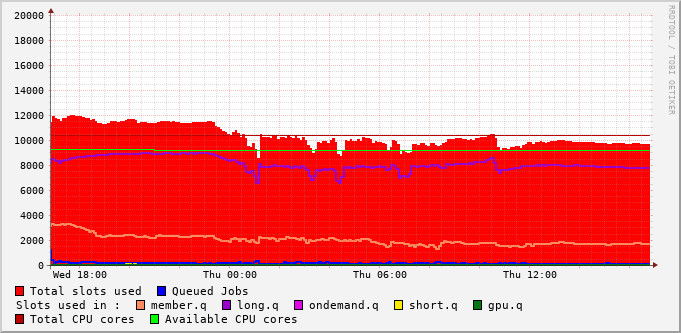 RRDTOOL / TOBI OETIKER
20000
18000
16000
14000
12000
10000
8000
6000
4000
2000
0
Wed 18:00 Thu 00:00 Thu 06:00 Thu 12:00
Total slots used Queued Jobs
Slots used in : member.q long.q ondemand.q short.q gpu.q
Total CPU cores Available CPU cores